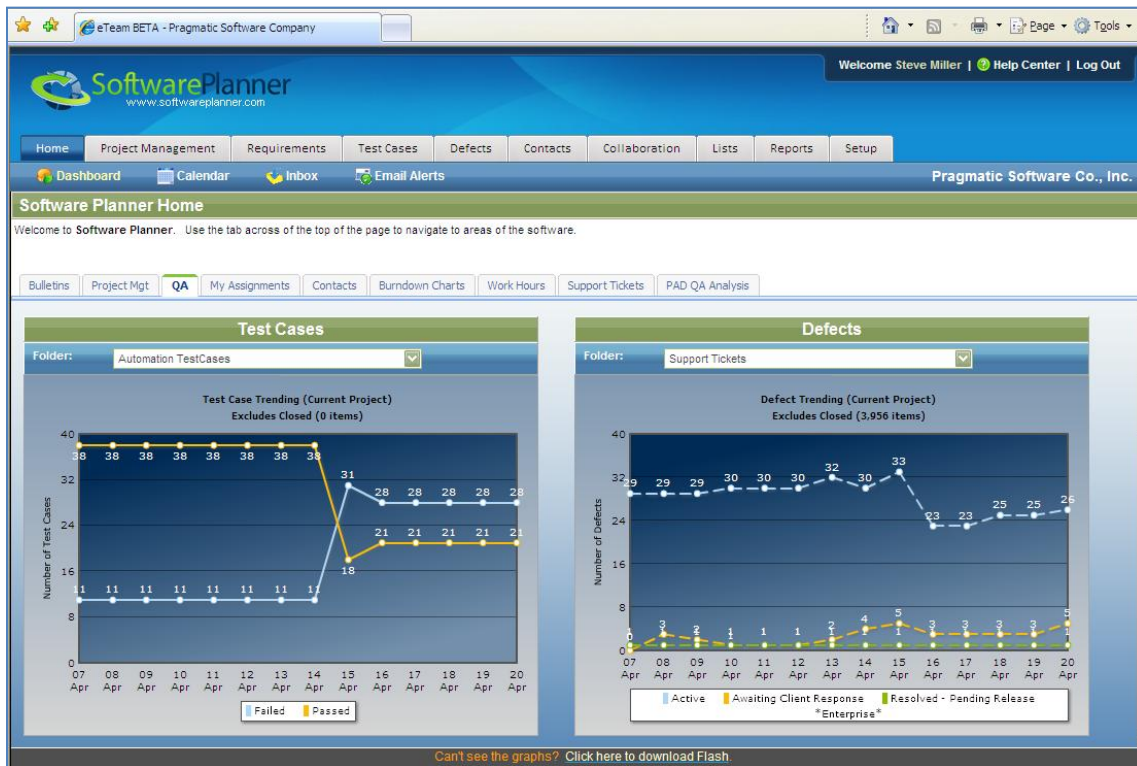 eTeam BETA - Pragmatic Software Company
Page
Tools
Welcome Steve Miller | Help Center | Log Out
SoftwarePlanner
www.softwareplanner.com
Home Project Management Requirements Test Cases Defects Contacts Collaboration Lists Reports Setup
Dashboard Calendar Inbox Email Alerts Pragmatic Software Co., Inc.
Software Planner Home
Welcome to Software Planner. Use the tab across of the top of the page to navigate to areas of the software.
Bulletins Project Mgt QA My Assignments Contacts Burndown Charts Work Hours Support Tickets PAD QA Analysis
Test Cases
Folder: Automation TestCases
Test Case Trending (Current Project)
Excludes Closed (0 items)
Number of Test Cases
40
32
24
16
8
0
38 38 38 38 38 38 38 18 21 21 21 21 21
11 11 11 11 11 11 11 31 28 28 28 28 28
07 08 09 10 11 12 13 14 15 16 17 18 19 20
Apr Apr Apr Apr Apr Apr Apr Apr Apr Apr Apr Apr Apr Apr
Failed Passed
Defects
Folder: Support Tickets
Defect Trending (Current Project)
Excludes Closed (3,956 items)
Number of Defects
40
32
24
16
8
0
29 29 29 30 30 30 32 30 33 23 23 25 25 26
3 2 1 1 1 2 4 5 3 3 3 3 5
07 08 09 10 11 12 13 14 15 16 17 18 19 20
Apr Apr Apr Apr Apr Apr Apr Apr Apr Apr Apr Apr Apr Apr
Active Awaiting Client Response Resolved - Pending Release
*Enterprise*
Can't see the graphs? Click here to download Flash.